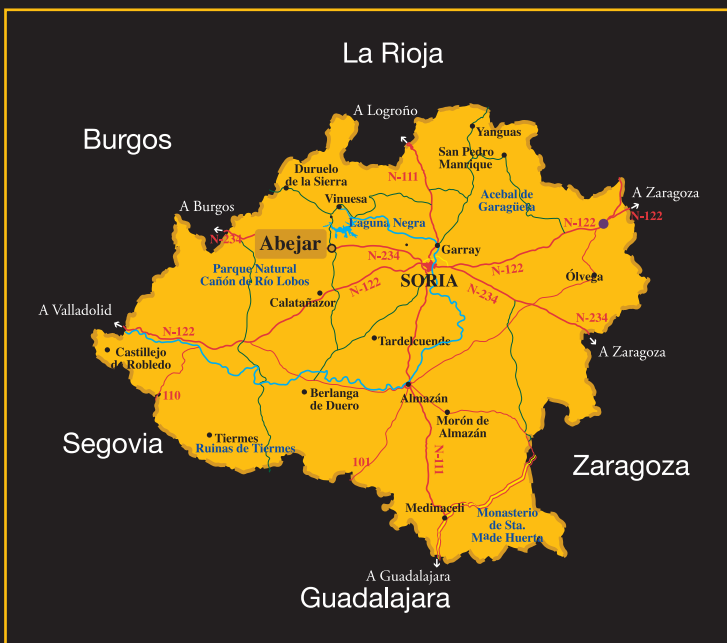 La Rioja
A Logroño
Burgos
Yanguas
San Pedro
Manrique
Duruelo
de la Sierra
N-111
Vinuesa
Acebal de
Garagüeta
A Zaragoza
A Burgos
Laguna Negra
N-122
N-122
N-234
Abejar
Garray
N-234
N-122
Parque Natural
Cañón de Río Lobos
SORIA
Ólvega
N-122
N-234
Calatañazor
A Valladolid
N-122
N-234
Tardelcuende
A Zaragoza
Castillejo
de Robledo
Berlanga
de Duero
Almazán
110
Morón de
Almazán
Segovia
Tiermes
Ruinas de Tiermes
N-111
101
Zaragoza
Medinaceli
Monasterio
de Sta.
Mª de Huerta
A Guadalajara
Guadalajara